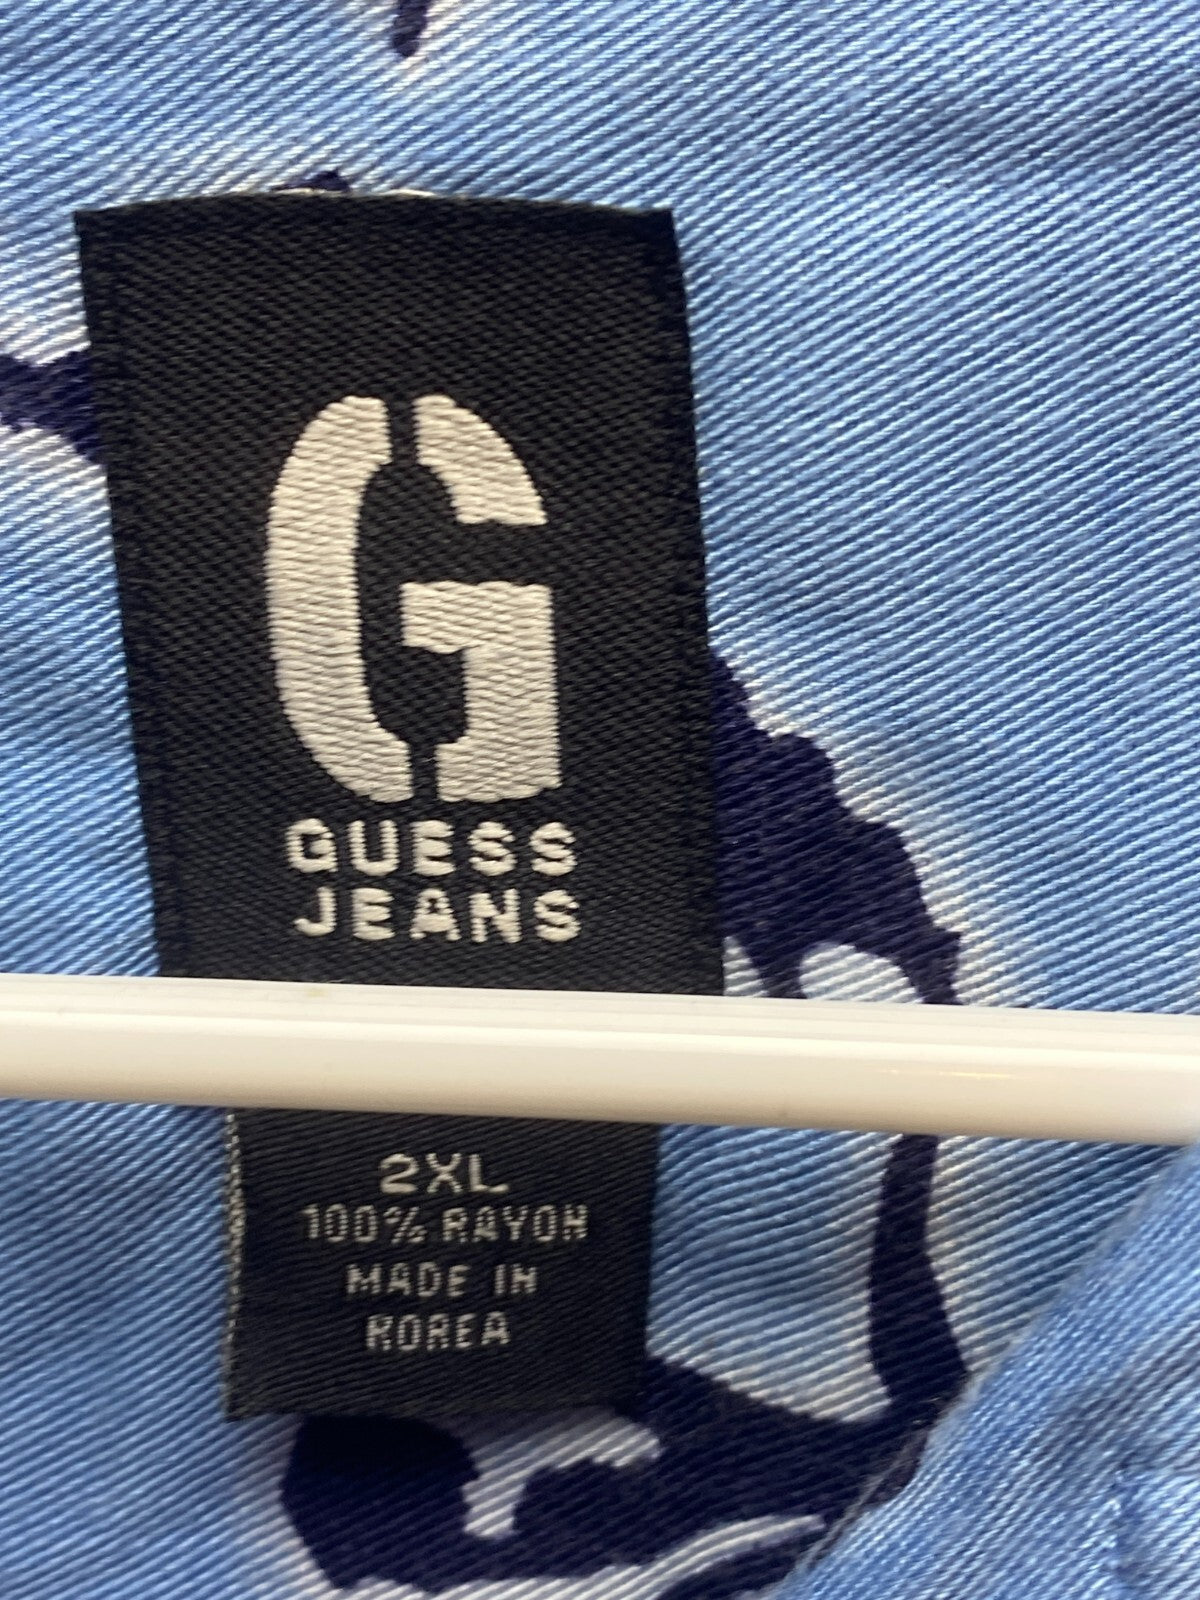 G
GUESS
JEANS
2XL
100% RAYON
MADE IN
KOREA